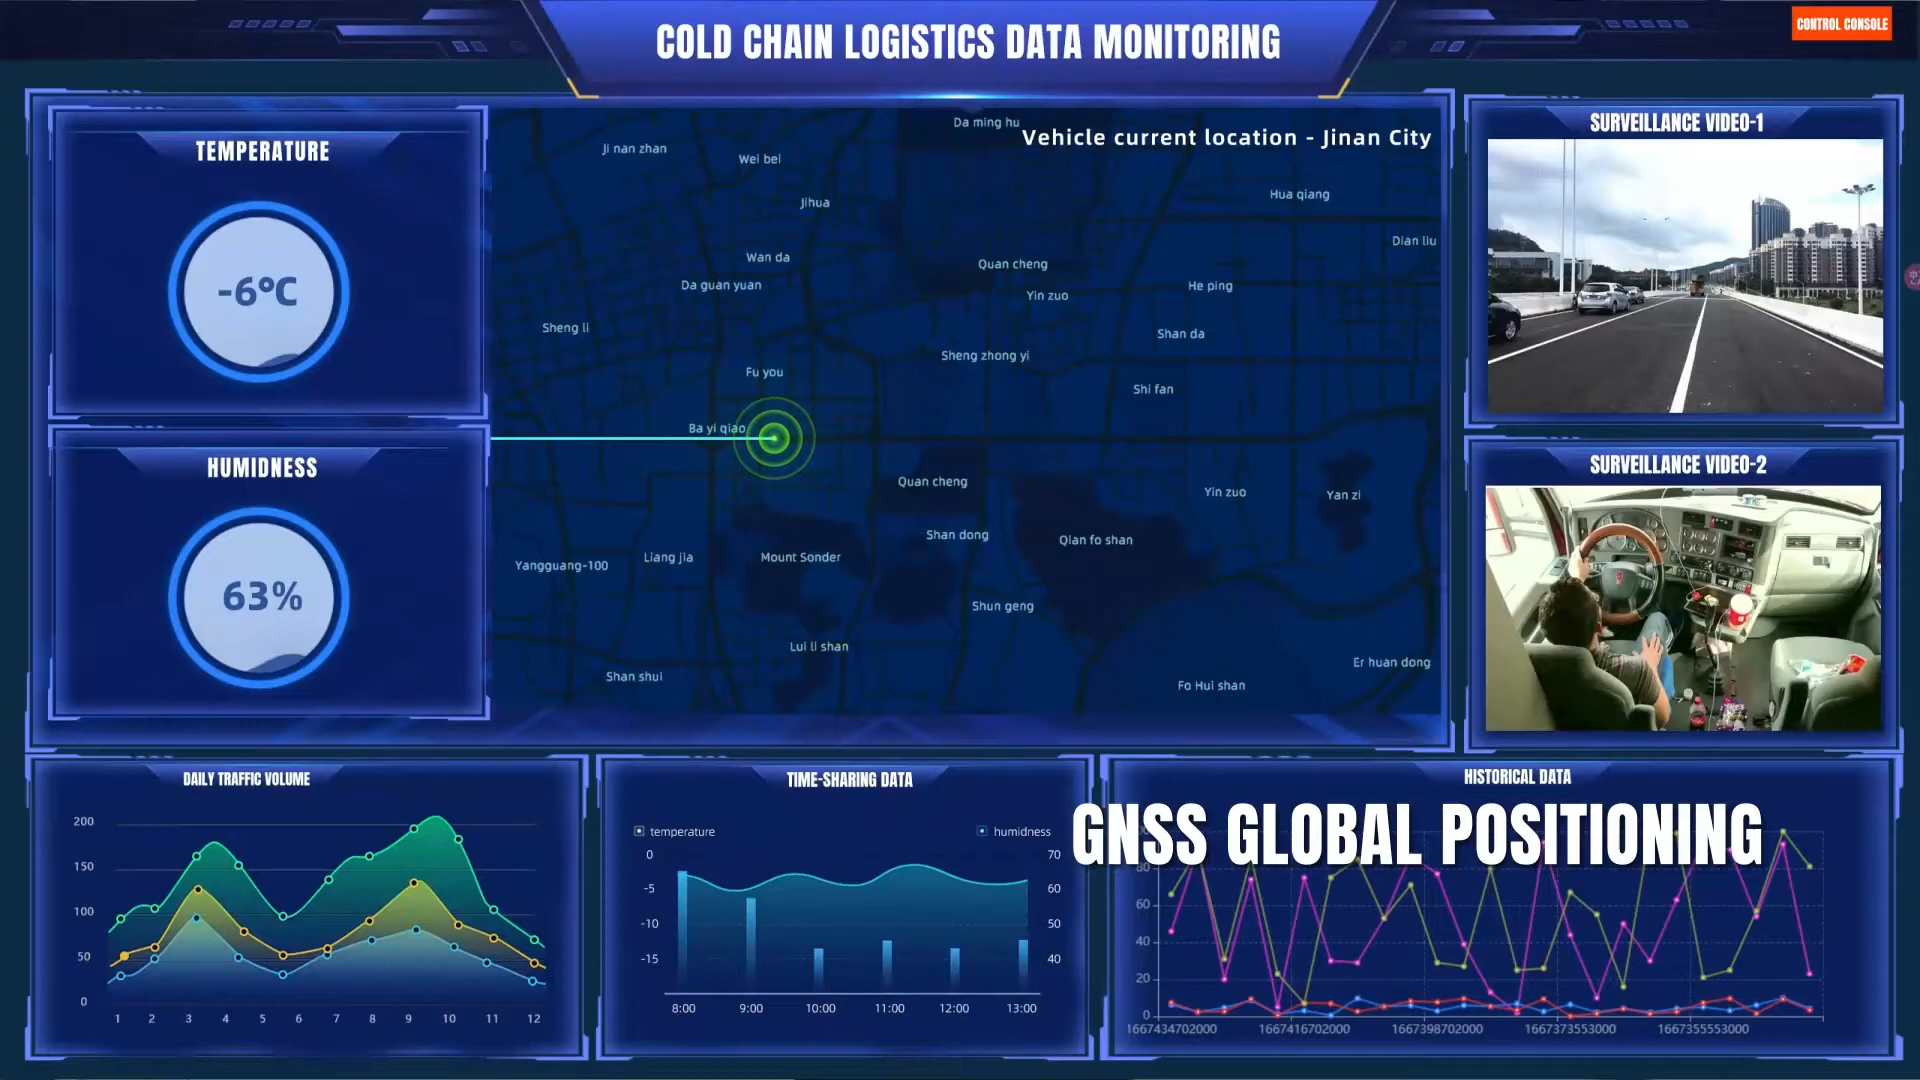 COLD CHAIN LOGISTICS DATA MONITORING
CONTROL CONSOLE
TEMPERATURE
-6℃
HUMIDNESS
63%
Vehicle current location - Jinan City
Da ming hu
Ji nan zhan
Wei bei
Hua qiang
Jihua
Dian liu
Wan da
Quan cheng
Da guan yuan
Yin zuo
He ping
Sheng li
Shan da
Sheng zhong yi
Fu you
Shi fan
Ba yi qiao
Quan cheng
Yin zuo
Yan zi
Shan dong
Qian fo shan
Liang jia
Mount Sonder
Yangguang-100
Shun geng
Lui li shan
Er huan dong
Shan shui
Fo Hui shan
SURVEILLANCE VIDEO-1
SURVEILLANCE VIDEO-2
DAILY TRAFFIC VOLUME
200
150
100
50
0
1 2 3 4 5 6 7 8 9 10 11 12
TIME-SHARING DATA
temperature
humidness
0 70
-5 60
-10 50
-15 40
8:00 9:00 10:00 11:00 12:00 13:00
HISTORICAL DATA
GNSS GLOBAL POSITIONING
80
60
40
20
0
1667434702000 1667416702000 1667398702000 1667373553000 1667355553000